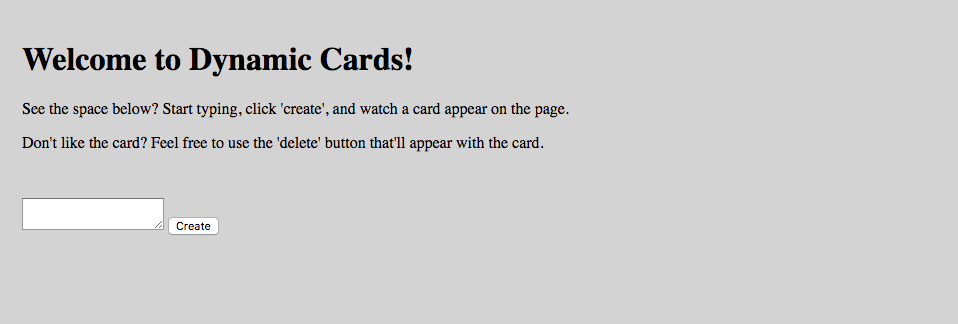 Welcome to Dynamic Cards!
See the space below? Start typing, click 'create', and watch a card appear on the page.
Don't like the card? Feel free to use the 'delete' button that'll appear with the card.
Create